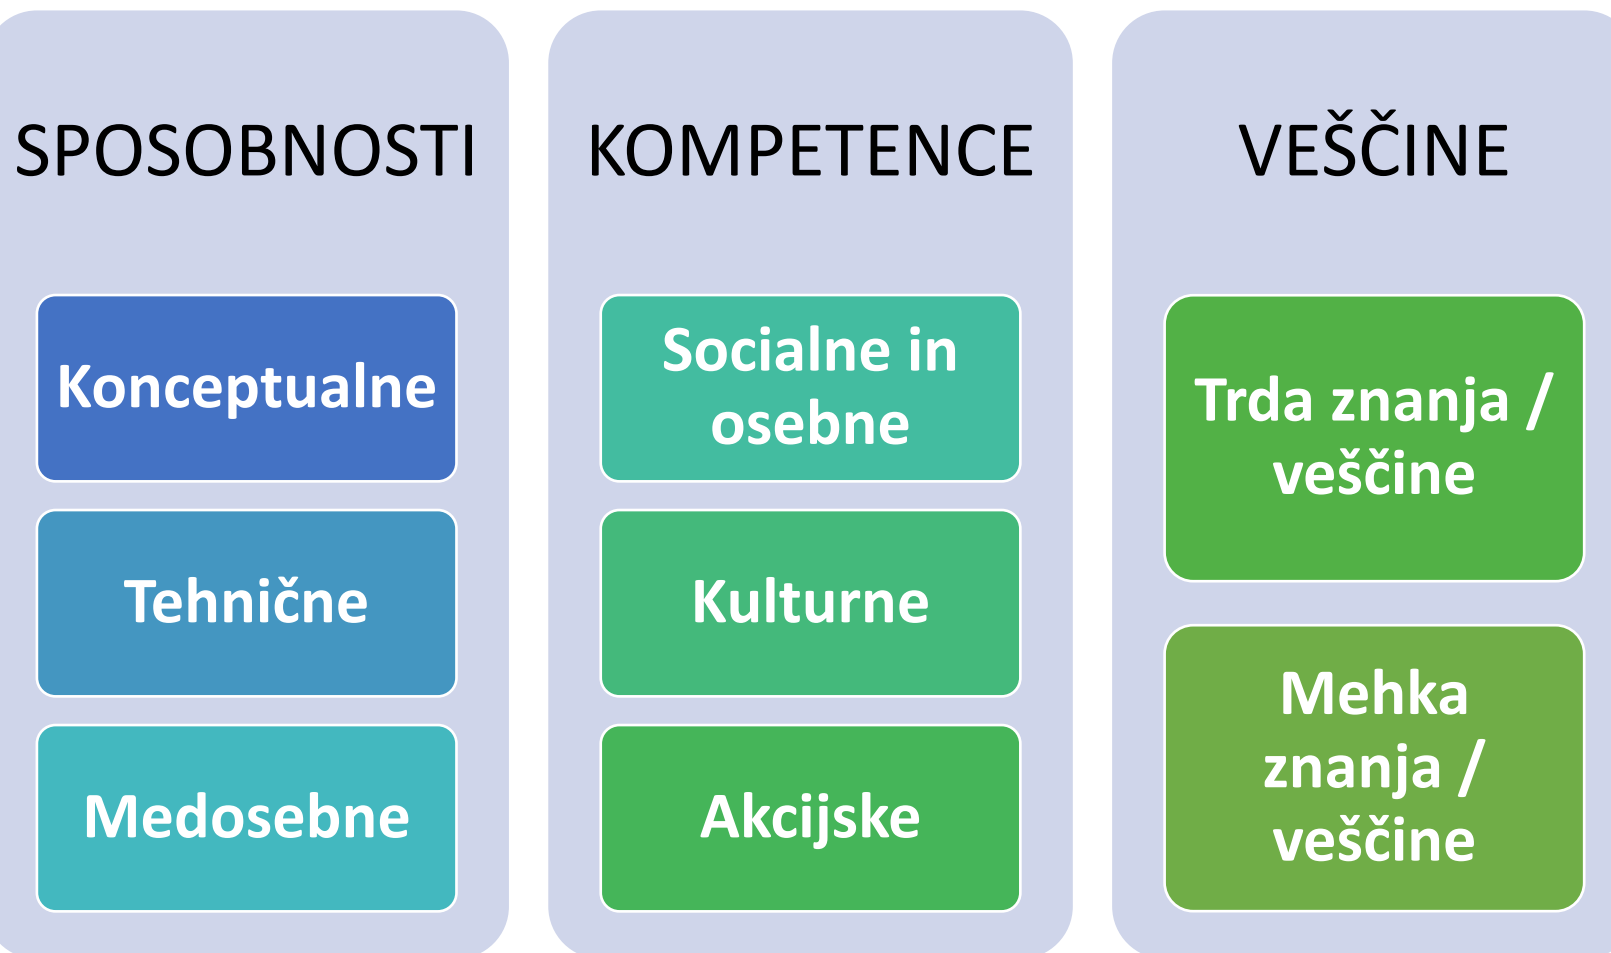 SPOSOBNOSTI
Konceptualne
Tehnične
Medosebne
KOMPETENCE
Socialne in
osebne
Kulturne
Akcijske
VEŠČINE
Trda znanja /
veščine
Mehka
znanja /
veščine